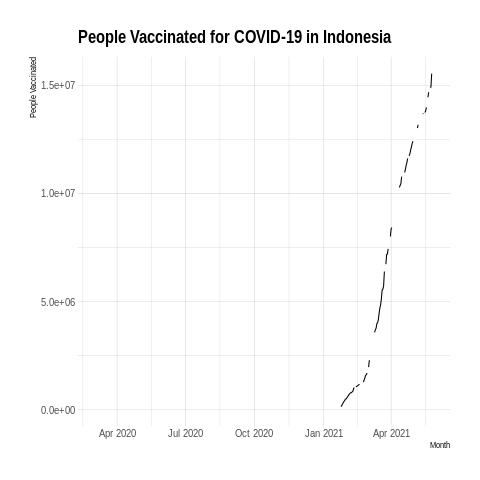 People Vaccinated for COVID-19 in Indonesia
People Vaccinated
1.5e+07
1.0e+07
5.0e+06
0.0e+00
Apr 2020 Jul 2020 Oct 2020 Jan 2021 Apr 2021
Month